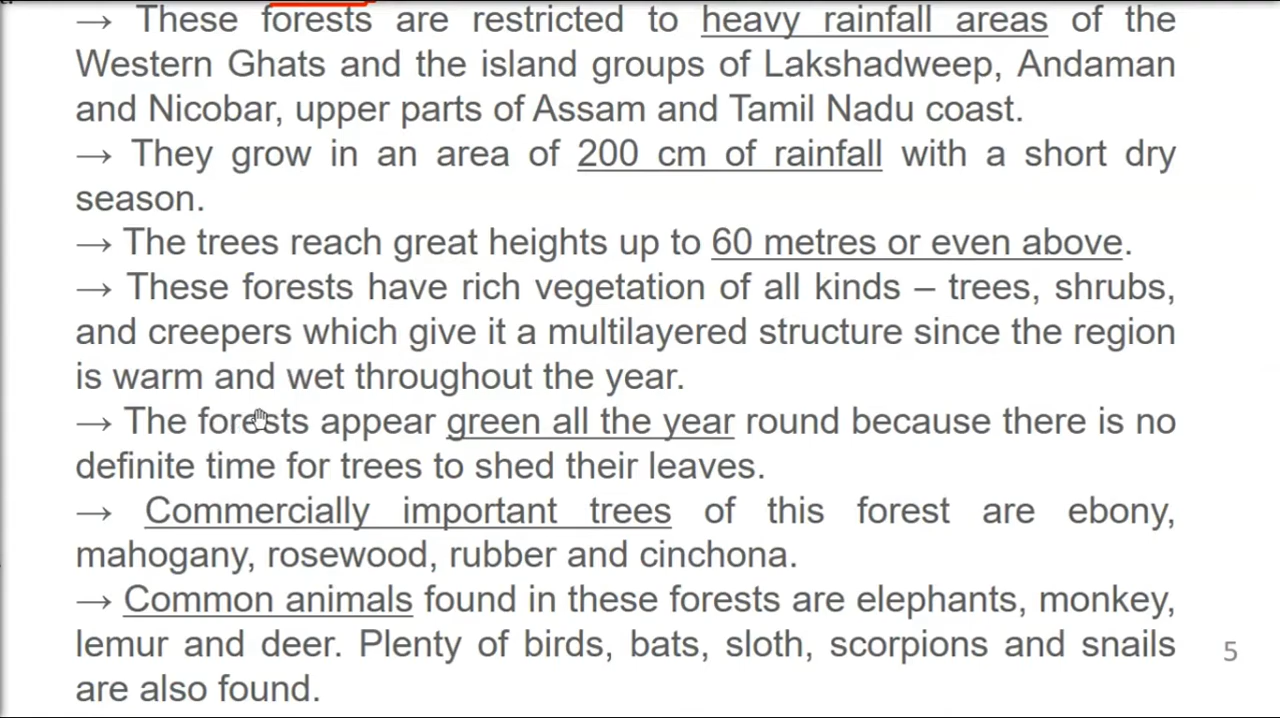 → These forests are restricted to heavy rainfall areas of the
Western Ghats and the island groups of Lakshadweep, Andaman
and Nicobar, upper parts of Assam and Tamil Nadu coast.
→ They grow in an area of 200 cm of rainfall with a short dry
season.
→ The trees reach great heights up to 60 metres or even above.
→ These forests have rich vegetation of all kinds – trees, shrubs,
and creepers which give it a multilayered structure since the region
is warm and wet throughout the year.
→ The forests appear green all the year round because there is no
definite time for trees to shed their leaves.
→ Commercially important trees of this forest are ebony,
mahogany, rosewood, rubber and cinchona.
→ Common animals found in these forests are elephants, monkey,
lemur and deer. Plenty of birds, bats, sloth, scorpions and snails
are also found.
5